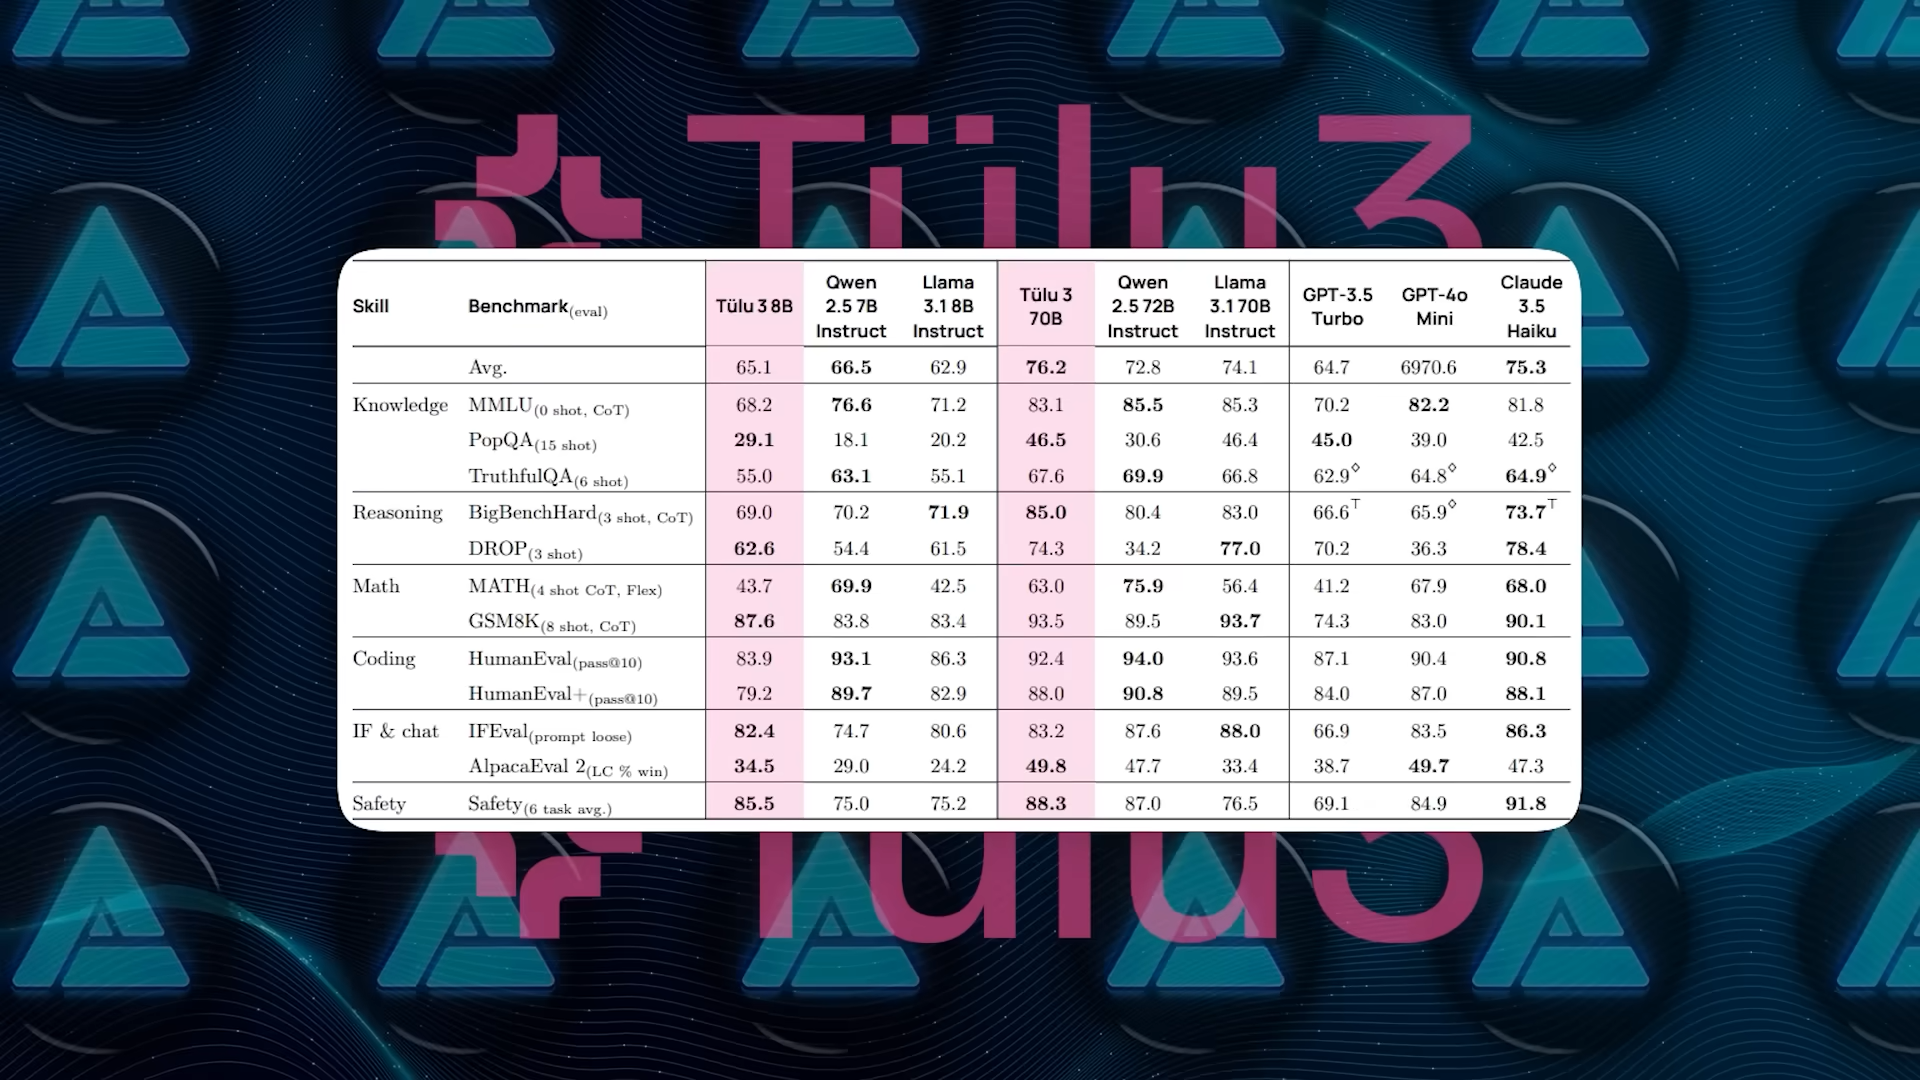 Tülu 3
Skill Benchmark(eval) Tülu 3 8B Qwen 2.5 7B Instruct Llama 3.1 8B Instruct Tülu 3 70B Qwen 2.5 72B Instruct Llama 3.1 70B Instruct GPT-3.5 Turbo GPT-4o Mini Claude 3.5 Haiku
Avg. 65.1 66.5 62.9 76.2 72.8 74.1 64.7 6970.6 75.3
Knowledge MMLU(0 shot, CoT) 68.2 76.6 71.2 83.1 85.5 85.3 70.2 82.2 81.8
PopQA(15 shot) 29.1 18.1 20.2 46.5 30.6 46.4 45.0 39.0 42.5
TruthfulQA(6 shot) 55.0 63.1 55.1 67.6 69.9 66.8 62.9◇ 64.8◇ 64.9◇
Reasoning BigBenchHard(3 shot, CoT) 69.0 70.2 71.9 85.0 80.4 83.0 66.6⊤ 65.9◇ 73.7⊤
DROP(3 shot) 62.6 54.4 61.5 74.3 34.2 77.0 70.2 36.3 78.4
Math MATH(4 shot CoT, Flex) 43.7 69.9 42.5 63.0 75.9 56.4 41.2 67.9 68.0
GSM8K(8 shot, CoT) 87.6 83.8 83.4 93.5 89.5 93.7 74.3 83.0 90.1
Coding HumanEval(pass@10) 83.9 93.1 86.3 92.4 94.0 93.6 87.1 90.4 90.8
HumanEval+(pass@10) 79.2 89.7 82.9 88.0 90.8 89.5 84.0 87.0 88.1
IF & chat IFEval(prompt loose) 82.4 74.7 80.6 83.2 87.6 88.0 66.9 83.5 86.3
AlpacaEval 2(LC % win) 34.5 29.0 24.2 49.8 47.7 33.4 38.7 49.7 47.3
Safety Safety(6 task avg.) 85.5 75.0 75.2 88.3 87.0 76.5 69.1 84.9 91.8
Tülu 3